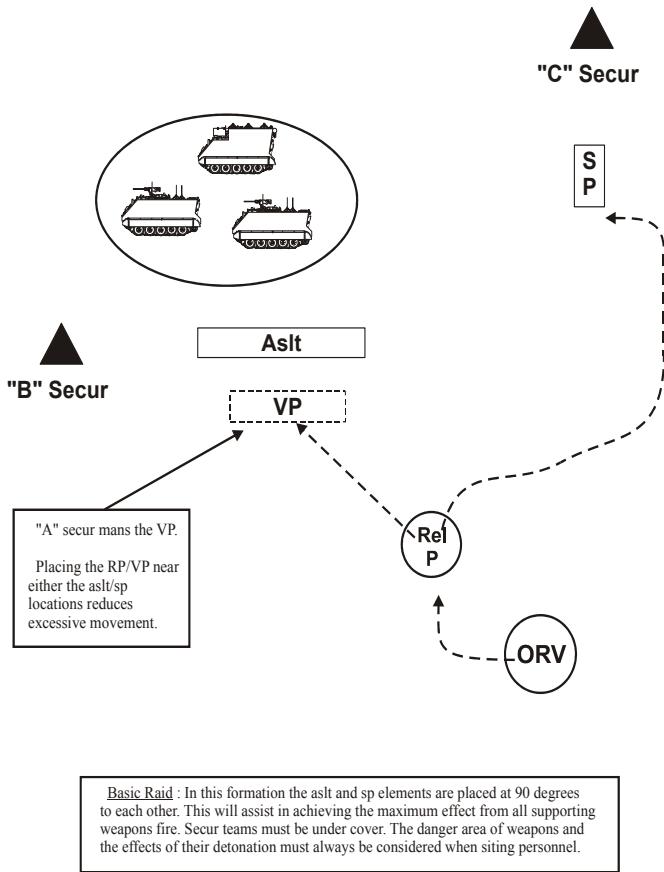 "C" Secur
S
P
Aslt
"B" Secur
VP
"A" secur mans the VP.
Placing the RP/VP near
either the aslt/sp
locations reduces
excessive movement.
Rel
P
ORV
Basic Raid : In this formation the aslt and sp elements are placed at 90 degrees
to each other. This will assist in achieving the maximum effect from all supporting
weapons fire. Secur teams must be under cover. The danger area of weapons and
the effects of their detonation must always be considered when siting personnel.